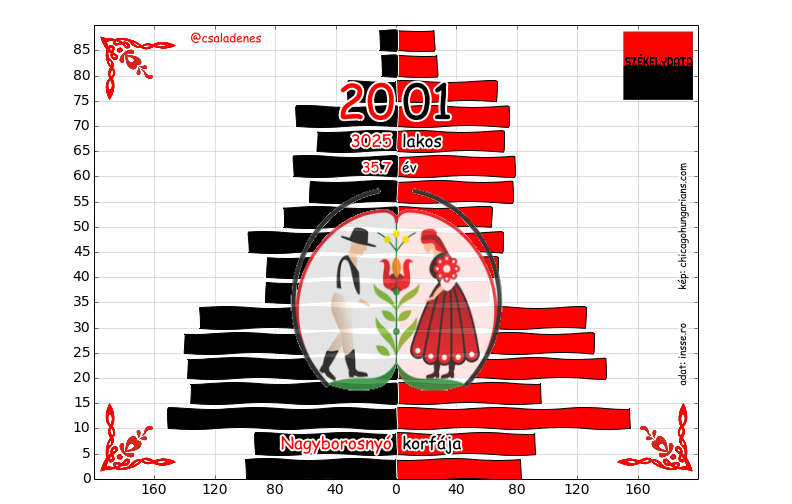 @csaladenes
SZÉKELYDATA
2001
3025 lakos
35.7 év
kép: chicagohungarians.com
adat: insse.ro
Nagyborosnyó korfája
85
80
75
70
65
60
55
50
45
40
35
30
25
20
15
10
5
0
160 120 80 40 0 40 80 120 160